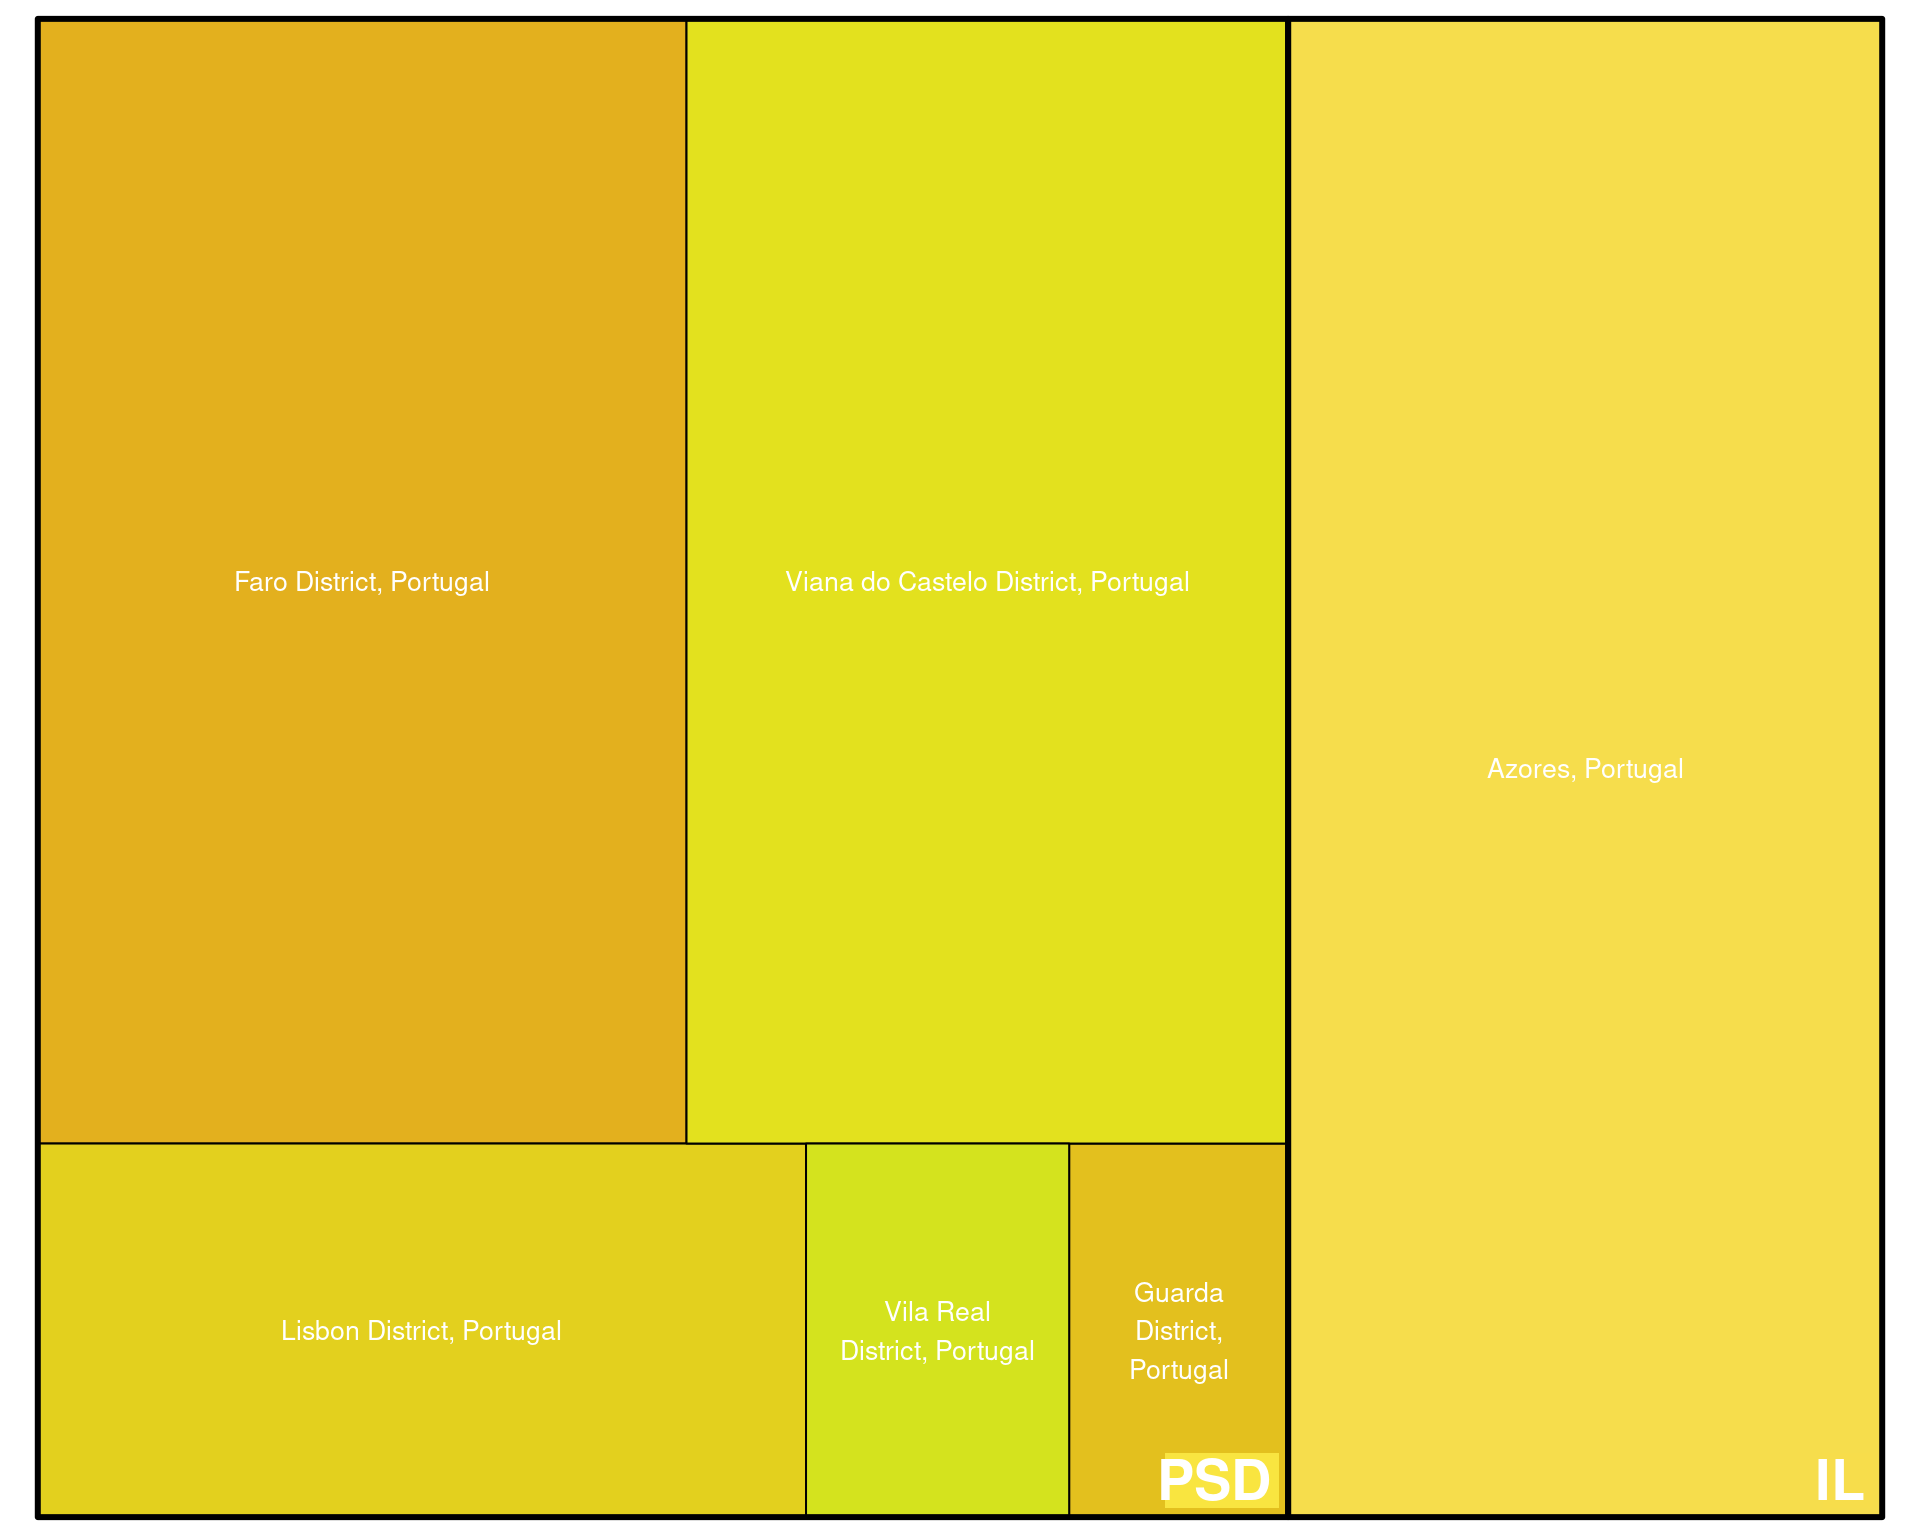 Faro District, Portugal
Viana do Castelo District, Portugal
Azores, Portugal
Lisbon District, Portugal
Vila Real
District, Portugal
Guarda
District,
Portugal
PSD
IL